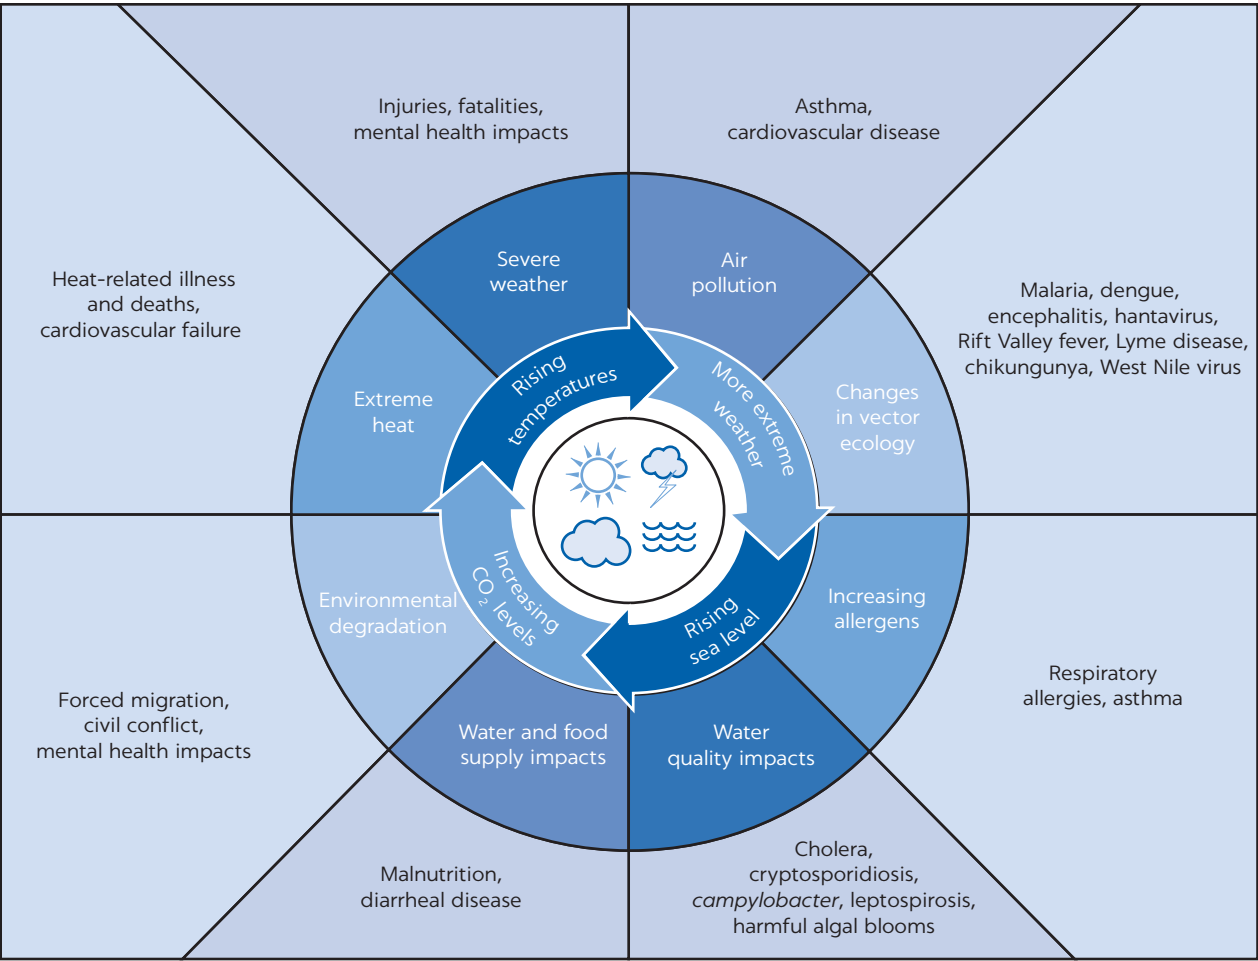 Injuries, fatalities,
mental health impacts
Asthma,
cardiovascular disease
Malaria, dengue,
encephalitis, hantavirus,
Rift Valley fever, Lyme disease,
chikungunya, West Nile virus
Respiratory
allergies, asthma
Cholera,
cryptosporidiosis,
campylobacter, leptospirosis,
harmful algal blooms
Malnutrition,
diarrheal disease
Forced migration,
civil conflict,
mental health impacts
Heat-related illness
and deaths,
cardiovascular failure
Severe
weather
Air
pollution
Changes
in vector
ecology
Increasing
allergens
Water
quality impacts
Water and food
supply impacts
Environmental
degradation
Extreme
heat
Rising
temperatures
More extreme
weather
Rising
sea level
Increasing
CO₂ levels